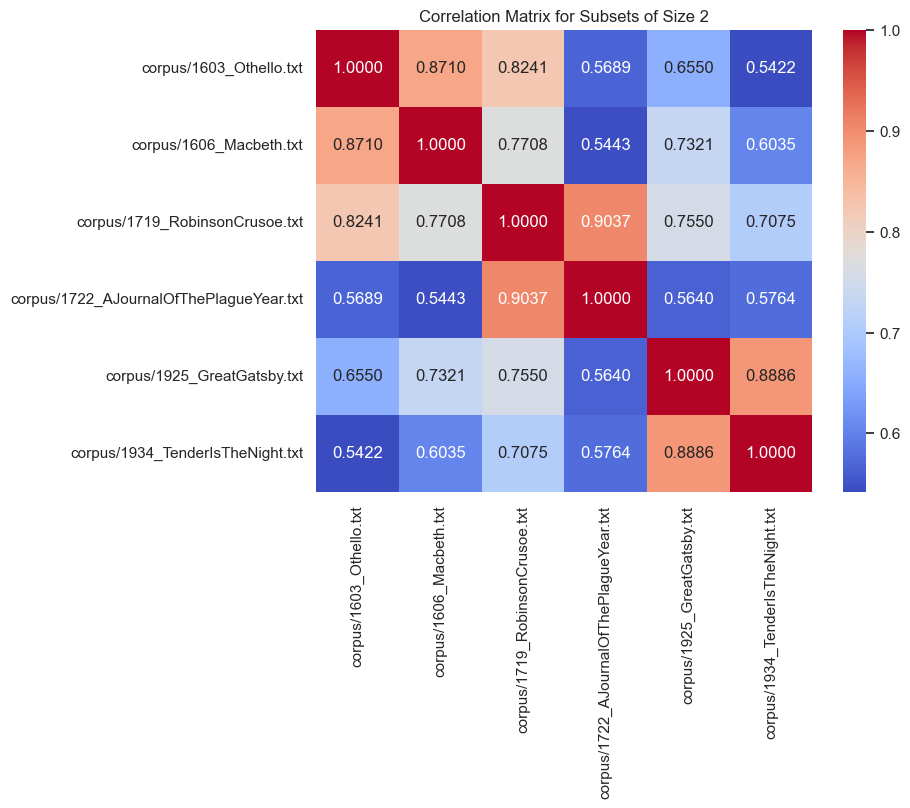 Correlation Matrix for Subsets of Size 2
corpus/1603_Othello.txt 1.0000 0.8710 0.8241 0.5689 0.6550 0.5422
corpus/1606_Macbeth.txt 0.8710 1.0000 0.7708 0.5443 0.7321 0.6035
corpus/1719_RobinsonCrusoe.txt 0.8241 0.7708 1.0000 0.9037 0.7550 0.7075
corpus/1722_AJournalOfThePlagueYear.txt 0.5689 0.5443 0.9037 1.0000 0.5640 0.5764
corpus/1925_GreatGatsby.txt 0.6550 0.7321 0.7550 0.5640 1.0000 0.8886
corpus/1934_TenderIsTheNight.txt 0.5422 0.6035 0.7075 0.5764 0.8886 1.0000
corpus/1603_Othello.txt
corpus/1606_Macbeth.txt
corpus/1719_RobinsonCrusoe.txt
corpus/1722_AJournalOfThePlagueYear.txt
corpus/1925_GreatGatsby.txt
corpus/1934_TenderIsTheNight.txt
1.0
0.9
0.8
0.7
0.6